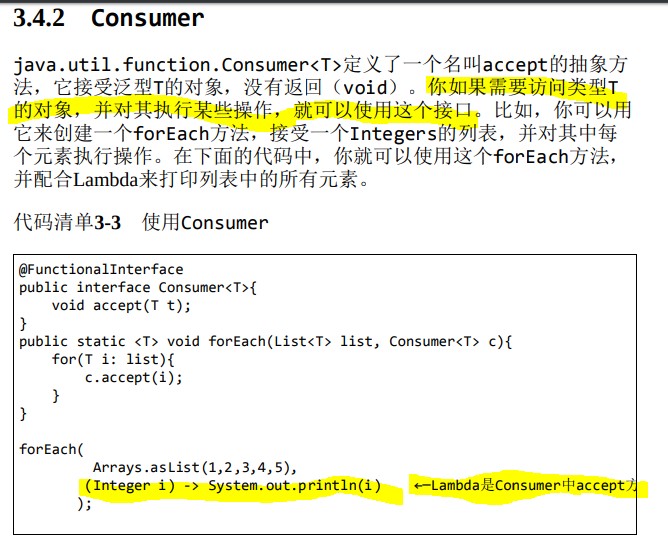 3.4.2 Consumer
java.util.function.Consumer<T>定义了一个名叫accept的抽象方
法，它接受泛型T的对象，没有返回（void）。你如果需要访问类型T
的对象，并对其执行某些操作，就可以使用这个接口。比如，你可以用
它来创建一个forEach方法，接受一个Integers的列表，并对其中每
个元素执行操作。在下面的代码中，你就可以使用这个forEach方法，
并配合Lambda来打印列表中的所有元素。
代码清单3-3 使用Consumer
@FunctionalInterface
public interface Consumer<T>{
    void accept(T t);
}
public static <T> void forEach(List<T> list, Consumer<T> c){
    for(T i: list){
        c.accept(i);
    }
}
forEach(
         Arrays.asList(1,2,3,4,5),
        (Integer i) -> System.out.println(i)    ←—Lambda是Consumer中accept方
       );